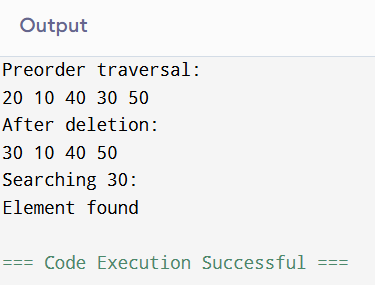 Output
Preorder traversal:
20 10 40 30 50
After deletion:
30 10 40 50
Searching 30:
Element found
=== Code Execution Successful ===